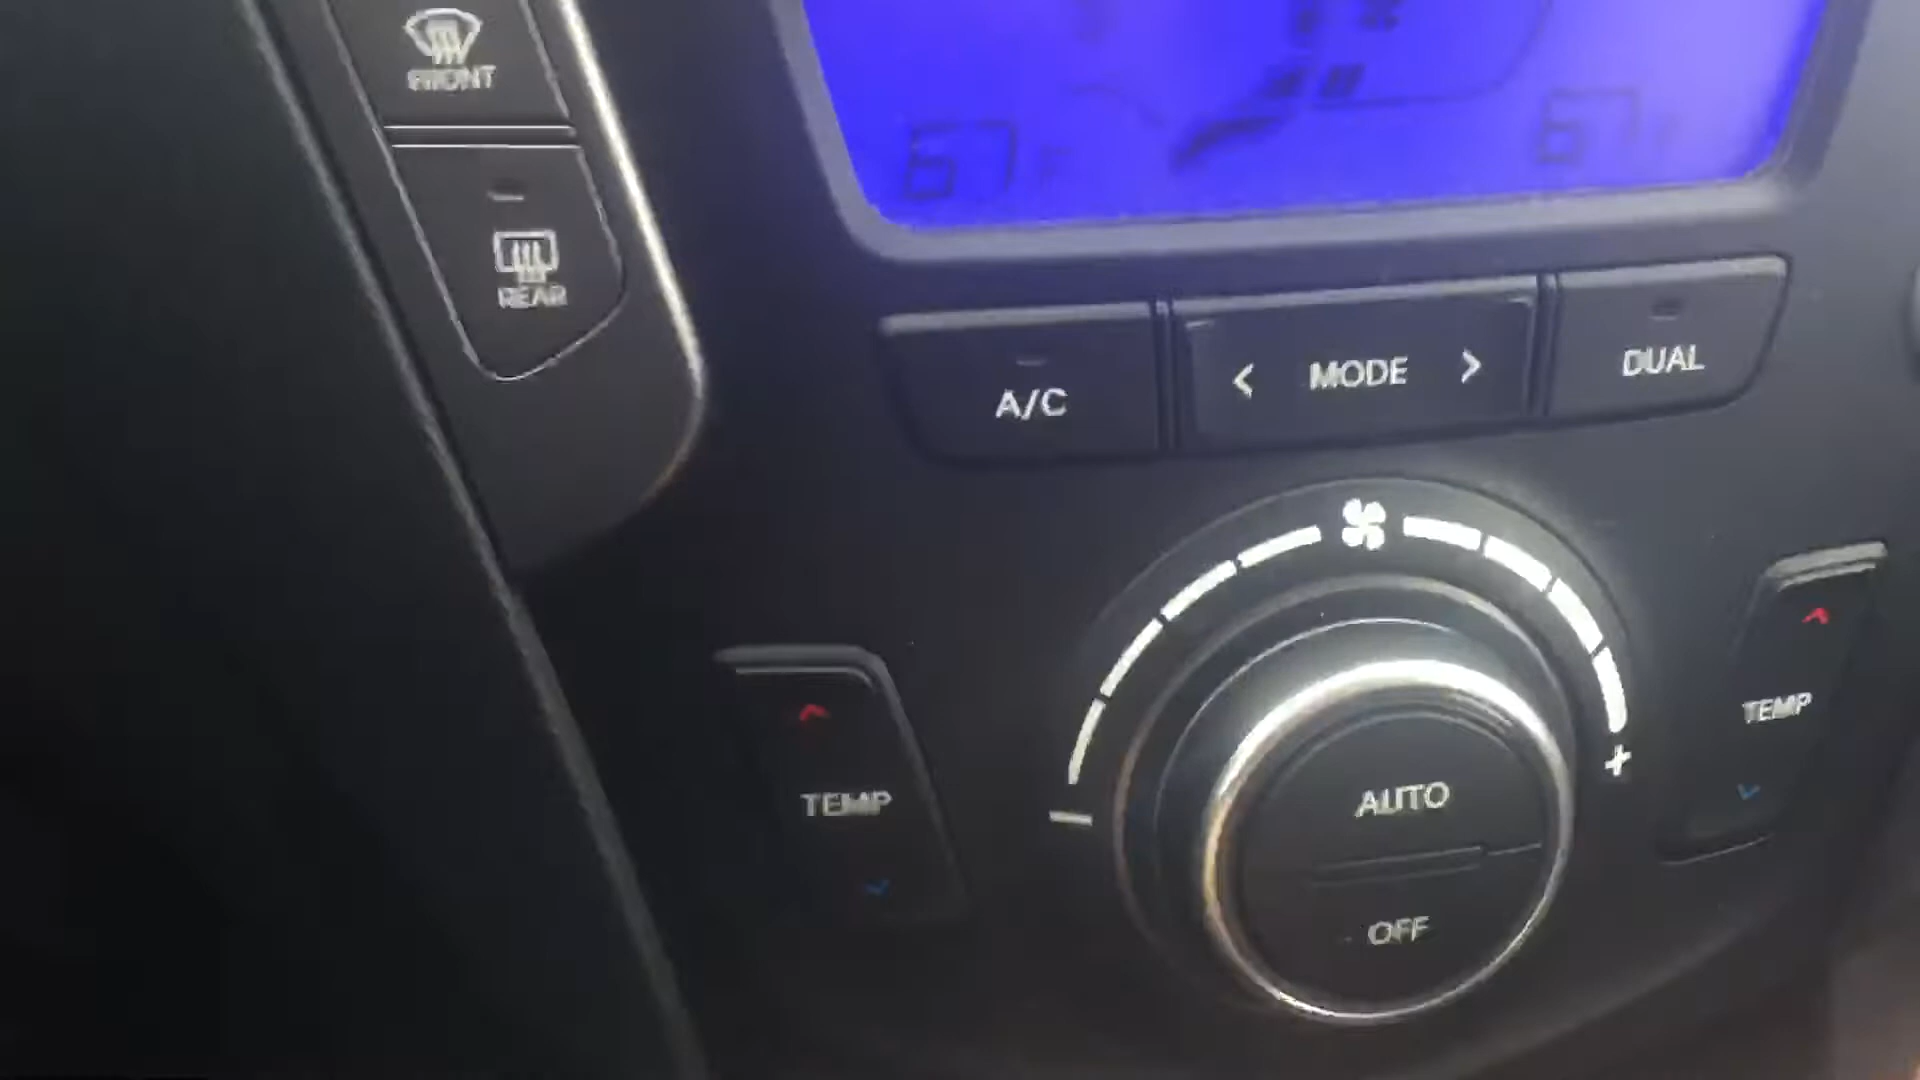 FRONT
REAR
67
67
A/C
< MODE >
DUAL
TEMP
TEMP
AUTO
OFF